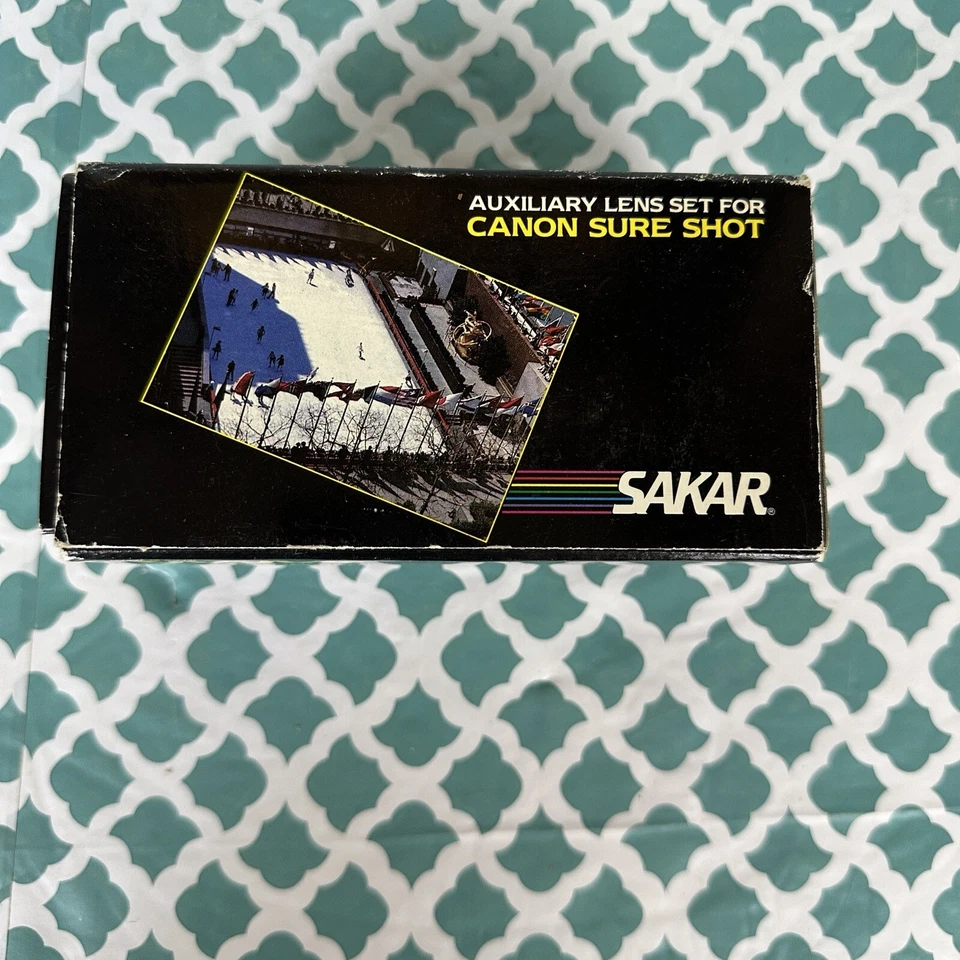 AUXILIARY LENS SET FOR
CANON SURE SHOT
SAKAR®